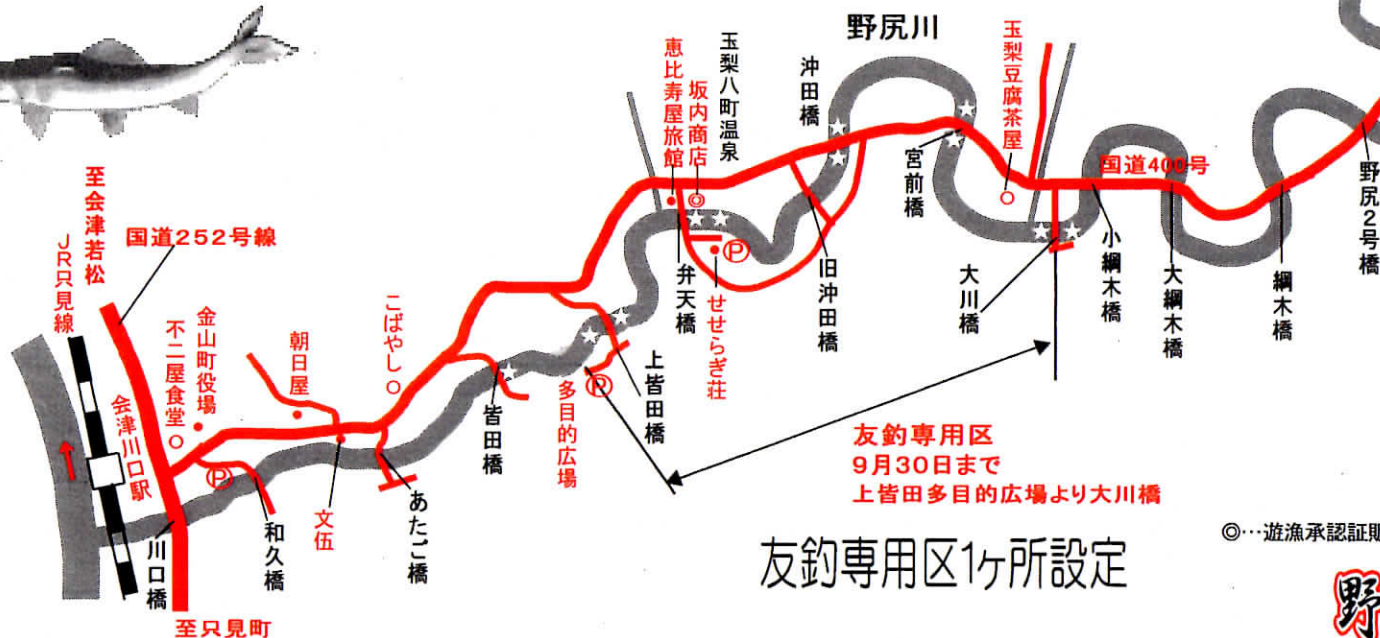 野尻川
玉梨八町温泉
恵比寿屋旅館
坂内商店
沖田橋
玉梨豆腐茶屋
宮前橋
国道400号
野尻2号橋
小綱木橋
大綱木橋
綱木橋
大川橋
旧沖田橋
弁天橋
せせらぎ荘
Ⓟ
上皆田橋
多目的広場
Ⓟ
皆田橋
こばやし
朝日屋
文伍
あたご橋
至会津若松
国道252号線
JR只見線
金山町役場
不二屋食堂
会津川口駅
Ⓟ
和久橋
川口橋
至只見町
友釣専用区
9月30日まで
上皆田多目的広場より大川橋
友釣専用区1ヶ所設定
◎…遊漁承認証販
野